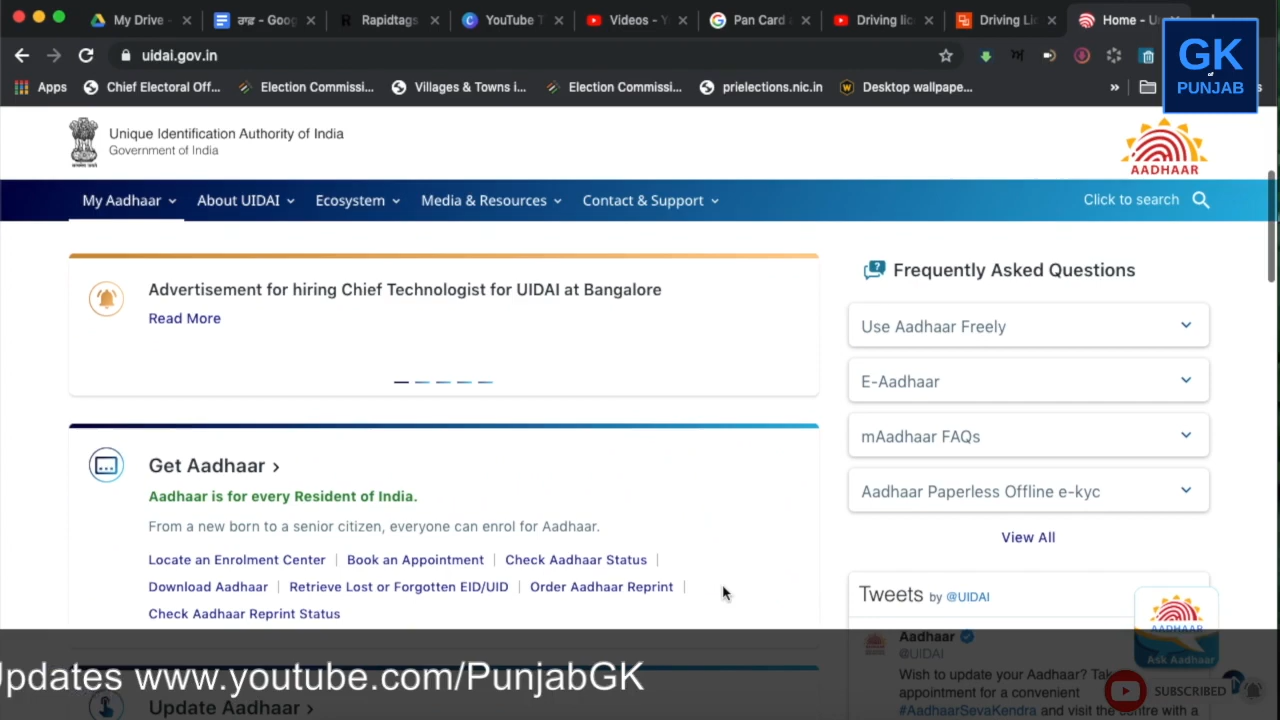 My Drive -
ਰਾਫ਼ - Goog
Rapidtags
YouTube T
Videos - Y
Pan Card
Driving lic
Driving Li
Home - U
uidai.gov.in
Apps
Chief Electoral Off...
Election Commissi...
Villages & Towns i...
Election Commissi...
prielections.nic.in
Desktop wallpape...
»
GK
of
PUNJAB
Unique Identification Authority of India
Government of India
AADHAAR
My Aadhaar
About UIDAI
Ecosystem
Media & Resources
Contact & Support
Click to search
Advertisement for hiring Chief Technologist for UIDAI at Bangalore
Read More
Get Aadhaar >
Aadhaar is for every Resident of India.
From a new born to a senior citizen, everyone can enrol for Aadhaar.
Locate an Enrolment Center | Book an Appointment | Check Aadhaar Status |
Download Aadhaar | Retrieve Lost or Forgotten EID/UID | Order Aadhaar Reprint |
Check Aadhaar Reprint Status
Frequently Asked Questions
Use Aadhaar Freely
E-Aadhaar
mAadhaar FAQs
Aadhaar Paperless Offline e-kyc
View All
Tweets by @UIDAI
Aadhaar
@UIDAI
Wish to update your Aadhaar? Tak
appointment for a convenient
#AadhaarSevaKendra and visit the centre with a
AADHAAR
Ask Aadhaar
Updates www.youtube.com/PunjabGK
SUBSCRIBED
Update Aadhaar >